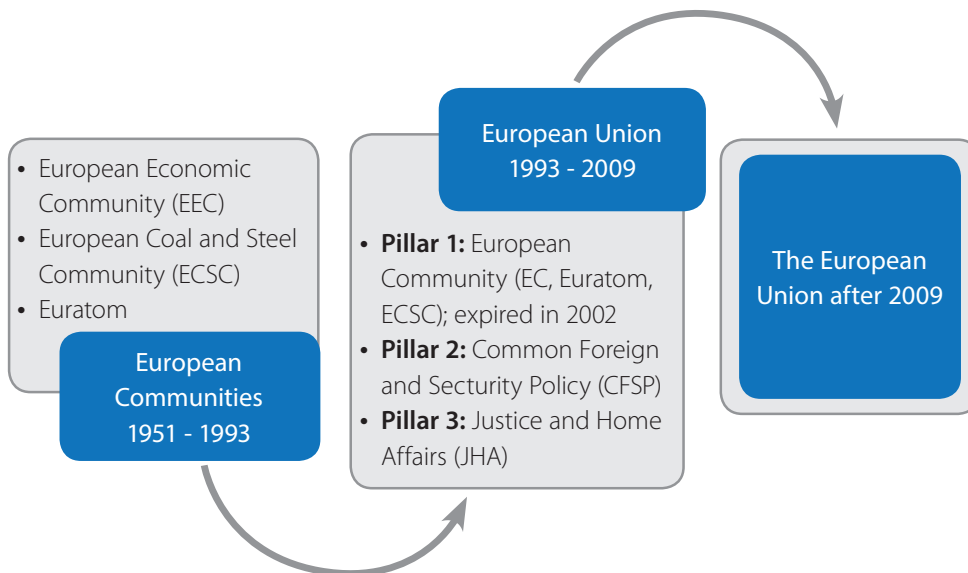 • European Economic
Community (EEC)
• European Coal and Steel
Community (ECSC)
• Euratom
European
Communities
1951 - 1993
European Union
1993 - 2009
• Pillar 1: European
Community (EC, Euratom,
ECSC); expired in 2002
• Pillar 2: Common Foreign
and Secturity Policy (CFSP)
• Pillar 3: Justice and Home
Affairs (JHA)
The European
Union after 2009